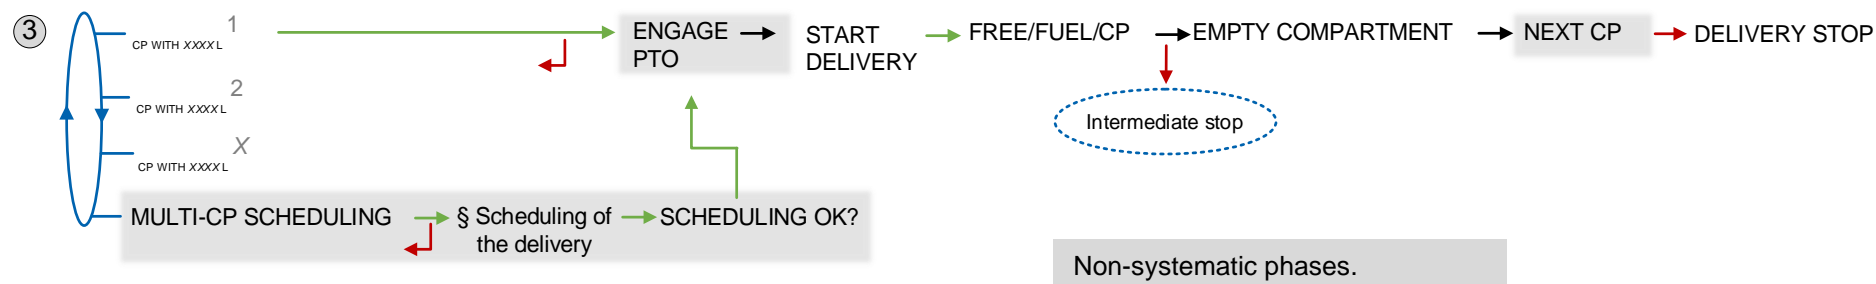 3
CP WITH XXXX L 1
ENGAGE
PTO
START
DELIVERY
FREE/FUEL/CP
EMPTY COMPARTMENT
NEXT CP
DELIVERY STOP
CP WITH XXXX L 2
Intermediate stop
CP WITH XXXX L X
MULTI-CP SCHEDULING
§ Scheduling of
the delivery
SCHEDULING OK?
Non-systematic phases.